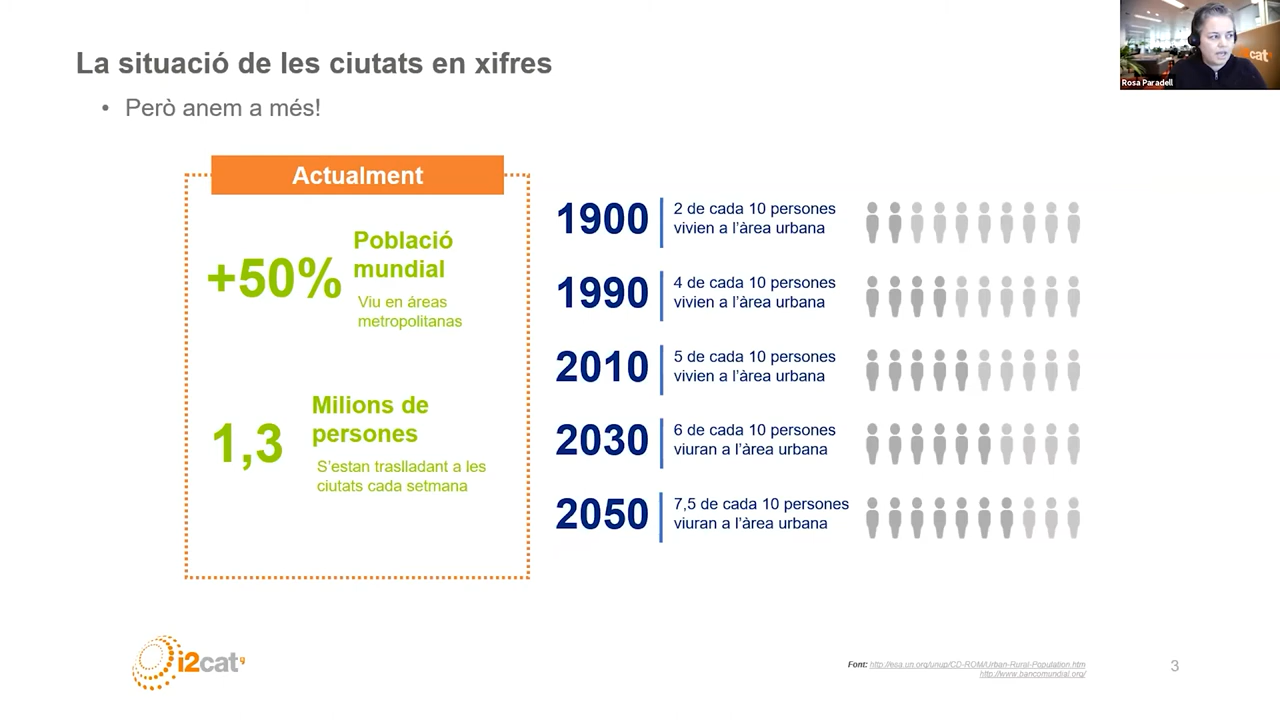 La situació de les ciutats en xifres
• Però anem a més!
Actualment
+50%
Població
mundial
Viu en áreas
metropolitanas
1,3
Milions de
persones
S'estan traslladant a les
ciutats cada setmana
1900
2 de cada 10 persones
vivien a l'àrea urbana
1990
4 de cada 10 persones
vivien a l'àrea urbana
2010
5 de cada 10 persones
vivien a l'àrea urbana
2030
6 de cada 10 persones
viuran a l'àrea urbana
2050
7,5 de cada 10 persones
viuran a l'àrea urbana
i2cat
Font: http://esa.un.org/unup/CD-ROM/Urban-Rural-Population.htm
http://www.bancomundial.org/
3
Rosa Paradell
cat